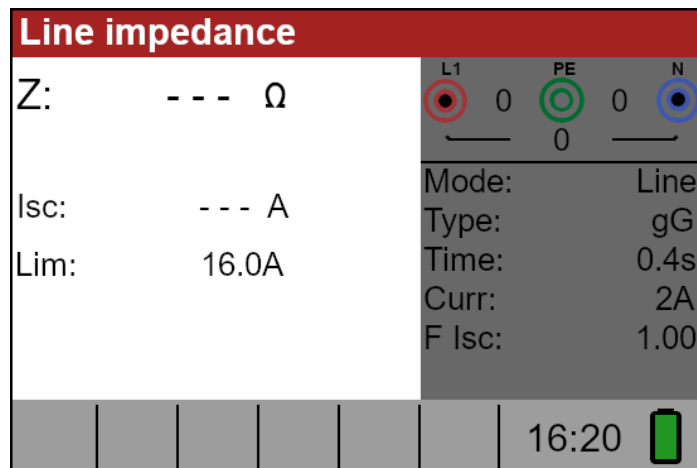 Line impedance
Z: - - - Ω
Isc: - - - A
Lim: 16.0A
L1 PE N
0 0
0
Mode: Line
Type: gG
Time: 0.4s
Curr: 2A
F Isc: 1.00
16:20